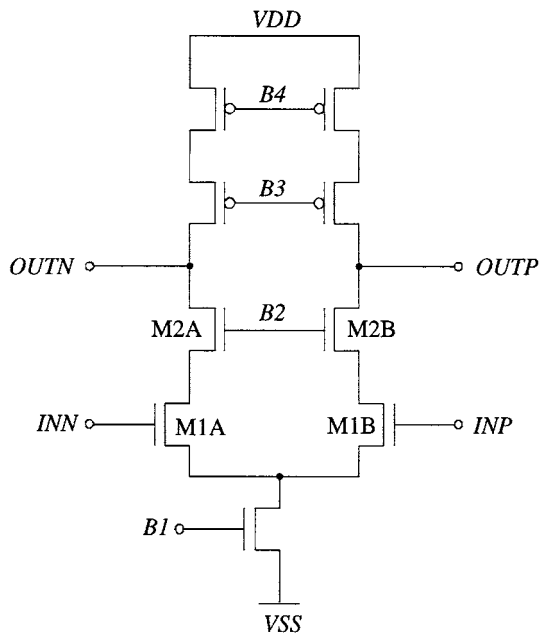 VDD
B4
B3
OUTN
OUTP
M2A
B2
M2B
INN
M1A
M1B
INP
B1
VSS